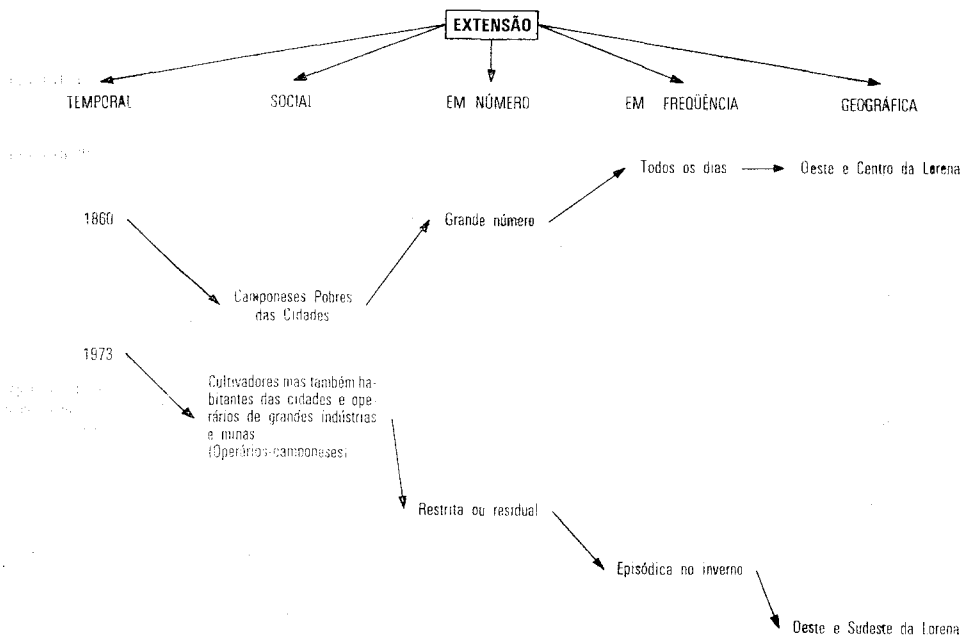 EXTENSÃO
TEMPORAL SOCIAL EM NÚMERO EM FREQÜÊNCIA GEOGRÁFICA
Todos os dias Oeste e Centro da Lorena
1860 Grande número
Camponeses Pobres
das Cidades
1973
Cultivadores mas também ha-
bitantes das cidades e ope-
rários de grandes indústrias
e minas
(Operários-camponeses)
Restrita ou residual
Episódica no inverno
Oeste e Sudeste da Lorena